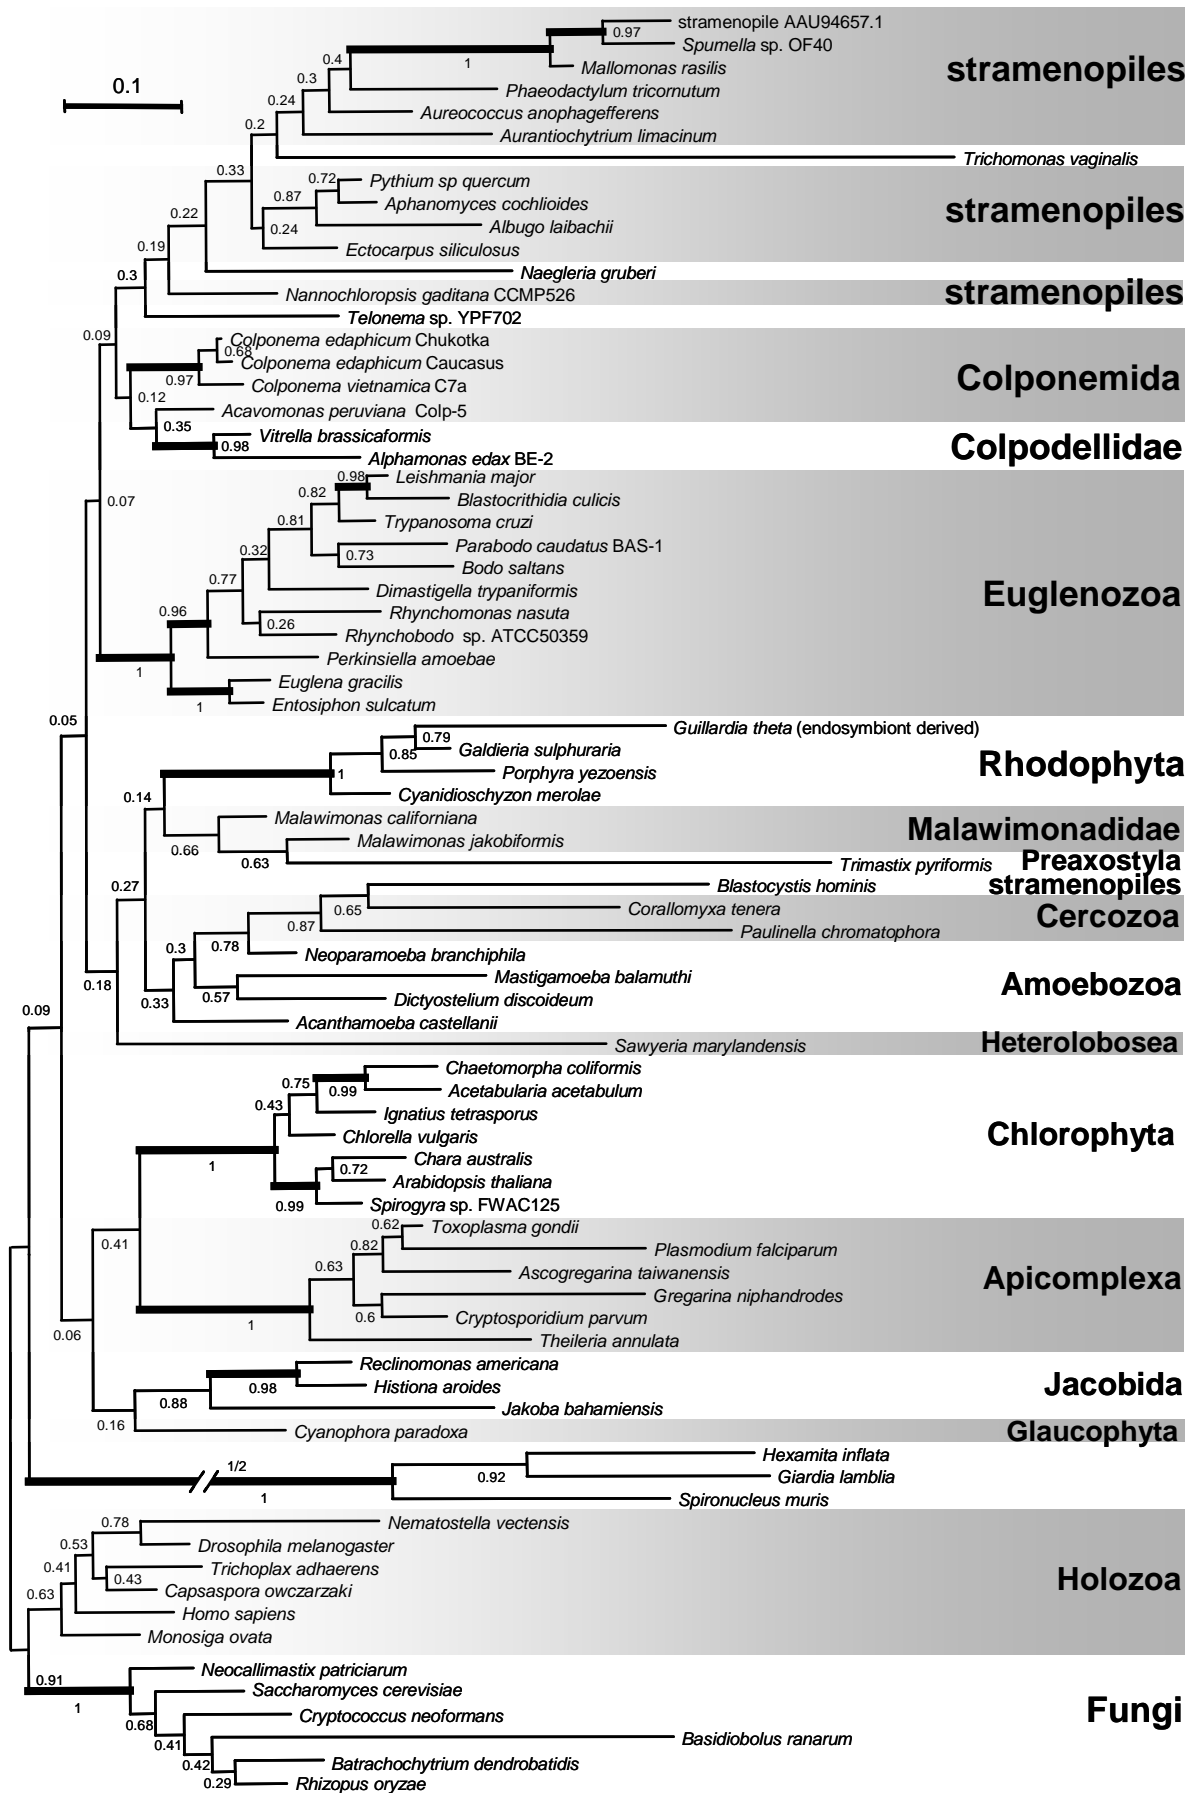 stramenopile AAU94657.1
0.97
Spumella sp. OF40
1
Mallomonas rasilis
stramenopiles
0.4
Phaeodactylum tricornutum
0.1
0.3
Aureococcus anophagefferens
0.24
Aurantiochytrium limacinum
0.2
Trichomonas vaginalis
0.33
0.72
Pythium sp quercum
0.87
Aphanomyces cochlioides
stramenopiles
0.22
0.24
Albugo laibachii
0.19
Ectocarpus siliculosus
0.3
Naegleria gruberi
Nannochloropsis gaditana CCMP526
stramenopiles
Telonema sp. YPF702
0.09
Colponema edaphicum Chukotka
0.68
Colponema edaphicum Caucasus
0.97
Colponema vietnamica C7a
Colponemida
0.12
Acavomonas peruviana Colp-5
0.35
Vitrella brassicaformis
0.98
Colpodellidae
Alphamonas edax BE-2
0.98
Leishmania major
0.07
0.82
Blastocrithidia culicis
0.81
Trypanosoma cruzi
0.32
Parabodo caudatus BAS-1
0.73
Bodo saltans
0.77
Dimastigella trypaniformis
Euglenozoa
0.96
Rhynchomonas nasuta
0.26
Rhynchobodo sp. ATCC50359
Perkinsiella amoebae
1
Euglena gracilis
1
Entosiphon sulcatum
0.05
Guillardia theta (endosymbiont derived)
0.79
0.85
Galdieria sulphuraria
1
Porphyra yezoensis
Rhodophyta
0.14
Cyanidioschyzon merolae
Malawimonas californiana
Malawimonadidae
0.66
Malawimonas jakobiformis
0.63
Trimastix pyriformis
Preaxostyla
0.27
Blastocystis hominis
stramenopiles
0.65
Corallomyxa tenera
Cercozoa
0.87
Paulinella chromatophora
0.3
0.78
Neoparamoeba branchiphila
0.18
Mastigamoeba balamuthi
Amoebozoa
0.33
0.57
Dictyostelium discoideum
0.09
Acanthamoeba castellanii
Sawyeria marylandensis
Heterolobosea
Chaetomorpha coliformis
0.75
0.99
Acetabularia acetabulum
0.43
Ignatius tetrasporus
Chlorella vulgaris
Chlorophyta
1
Chara australis
0.72
Arabidopsis thaliana
0.99
Spirogyra sp. FWAC125
0.41
0.62
Toxoplasma gondii
0.82
Plasmodium falciparum
0.63
Ascogregarina taiwanensis
Apicomplexa
Gregarina niphandrodes
0.6
Cryptosporidium parvum
1
Theileria annulata
0.06
Reclinomonas americana
0.98
Histiona aroides
Jacobida
0.88
Jakoba bahamiensis
0.16
Cyanophora paradoxa
Glaucophyta
Hexamita inflata
1/2
0.92
Giardia lamblia
1
Spironucleus muris
0.78
Nematostella vectensis
0.53
Drosophila melanogaster
0.41
Trichoplax adhaerens
0.43
Capsaspora owczarzaki
Holozoa
0.63
Homo sapiens
Monosiga ovata
0.91
Neocallimastix patriciarum
1
Saccharomyces cerevisiae
0.68
Cryptococcus neoformans
Fungi
0.41
Basidiobolus ranarum
0.42
Batrachochytrium dendrobatidis
0.29
Rhizopus oryzae